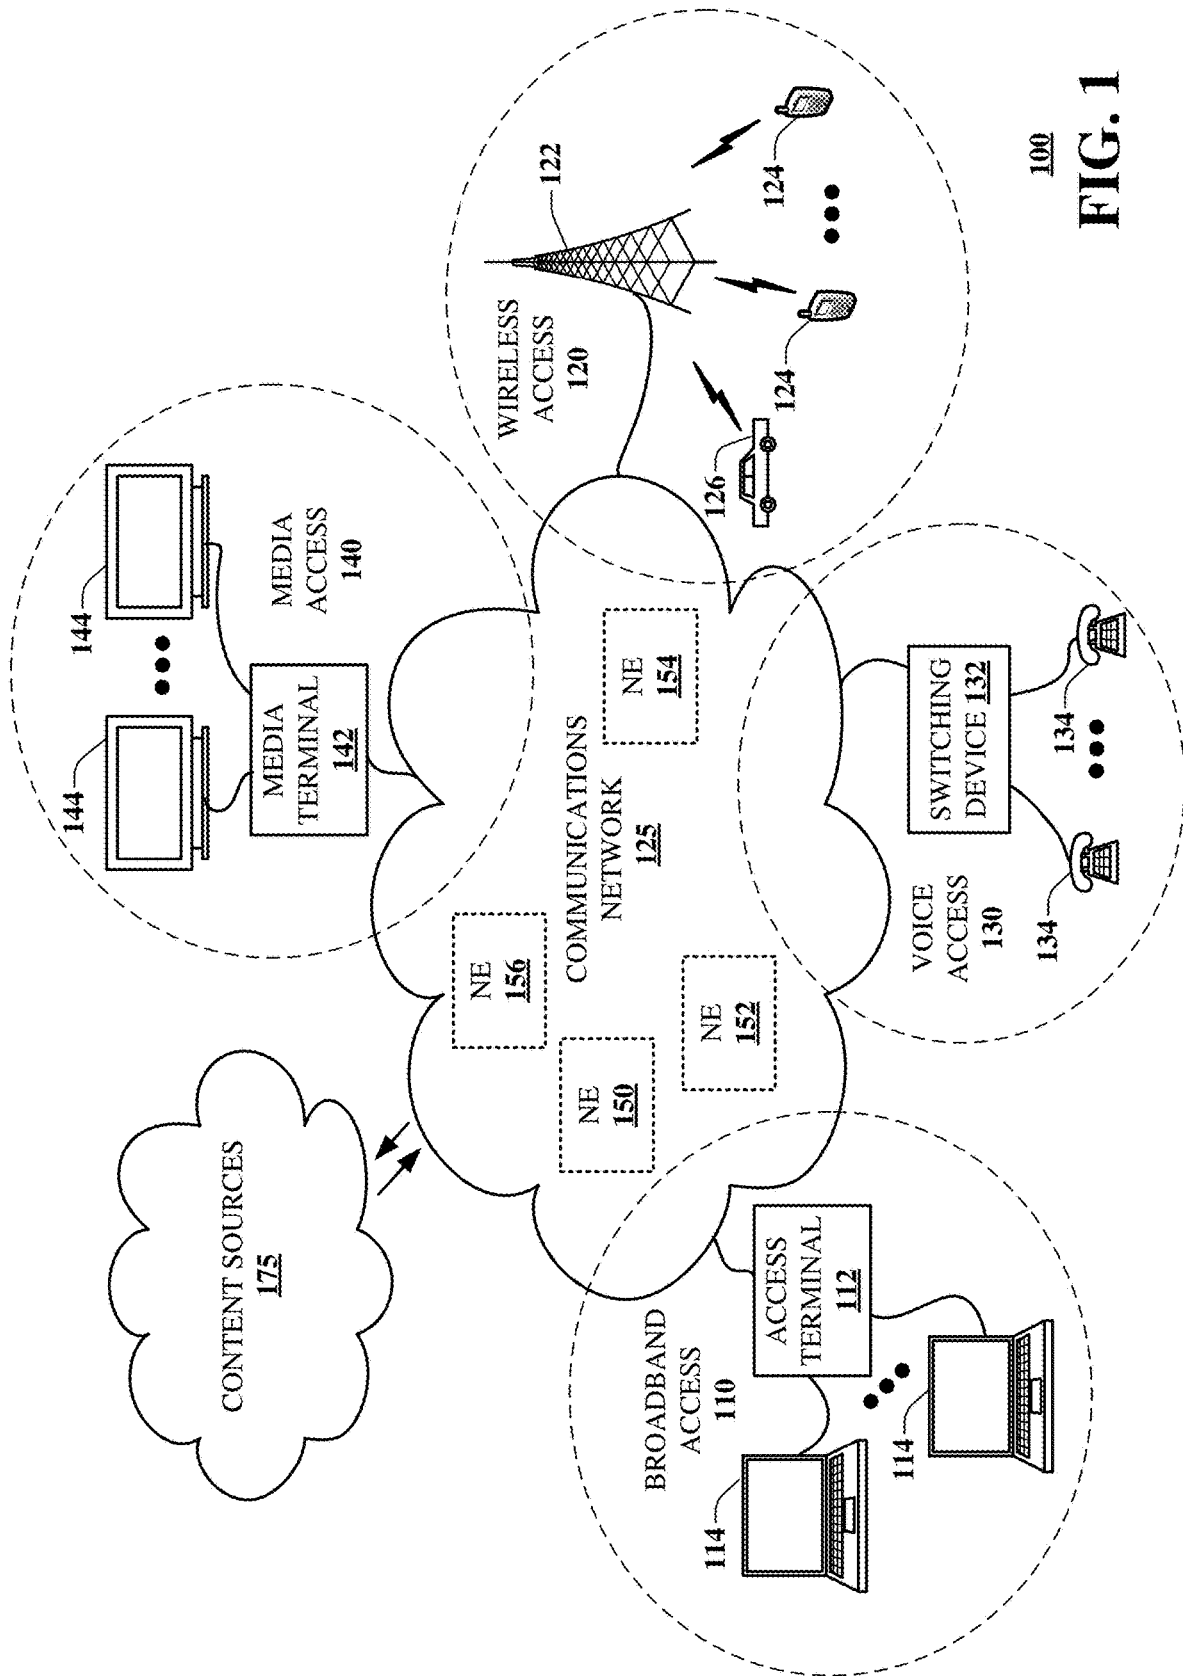 CONTENT SOURCES
175
144
144
MEDIA
TERMINAL
142
MEDIA
ACCESS
140
WIRELESS
ACCESS
120
122
124
124
126
NE
156
NE
150
NE
152
COMMUNICATIONS
NETWORK
125
NE
154
BROADBAND
ACCESS
110
ACCESS
TERMINAL
112
114
114
VOICE
ACCESS
130
SWITCHING
DEVICE 132
134
134
100
FIG. 1